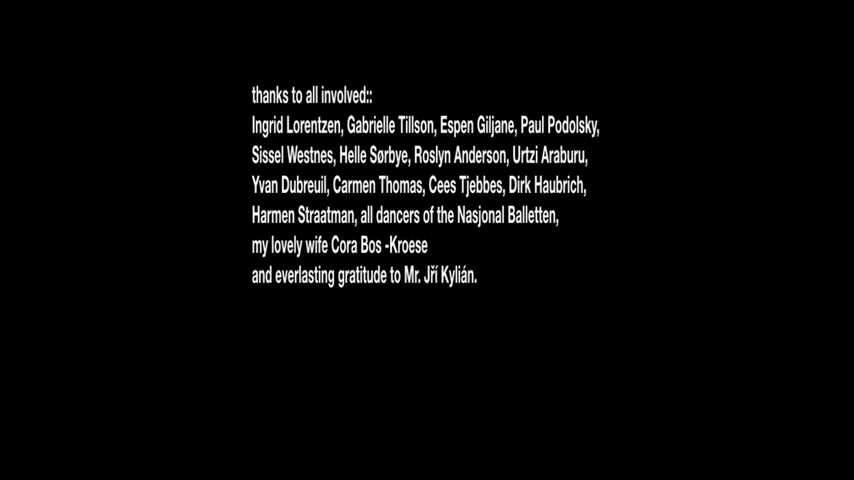 thanks to all involved::
Ingrid Lorentzen, Gabrielle Tillson, Espen Giljane, Paul Podolsky,
Sissel Westnes, Helle Sørbye, Roslyn Anderson, Urtzi Araburu,
Yvan Dubreuil, Carmen Thomas, Cees Tjebbes, Dirk Haubrich,
Harmen Straatman, all dancers of the Nasjonal Balletten,
my lovely wife Cora Bos -Kroese
and everlasting gratitude to Mr. Jří Kylián.